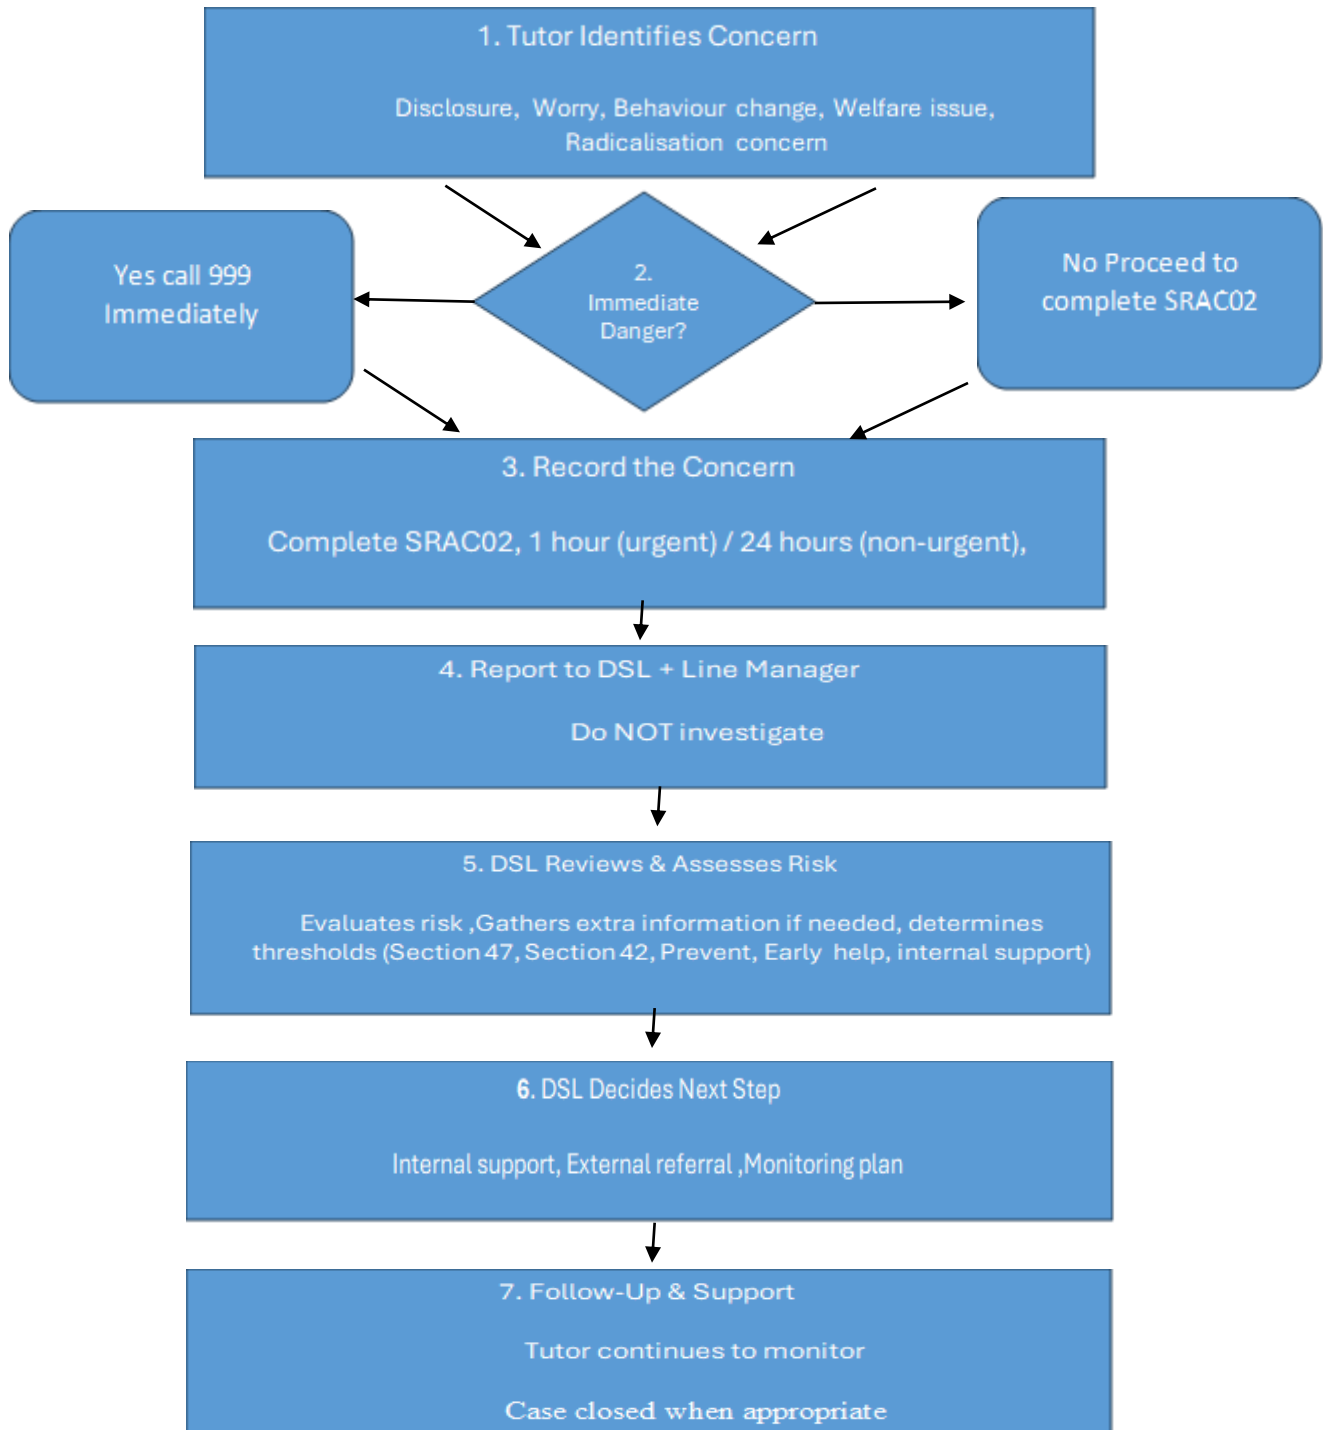 1. Tutor Identifies Concern
Disclosure, Worry, Behaviour change, Welfare issue,
Radicalisation concern
Yes call 999
Immediately
2.
Immediate
Danger?
No Proceed to
complete SRAC02
3. Record the Concern
Complete SRAC02, 1 hour (urgent) / 24 hours (non-urgent),
4. Report to DSL + Line Manager
Do NOT investigate
5. DSL Reviews & Assesses Risk
Evaluates risk ,Gathers extra information if needed, determines
thresholds (Section 47, Section 42, Prevent, Early help, internal support)
6. DSL Decides Next Step
Internal support, External referral ,Monitoring plan
7. Follow-Up & Support
Tutor continues to monitor
Case closed when appropriate